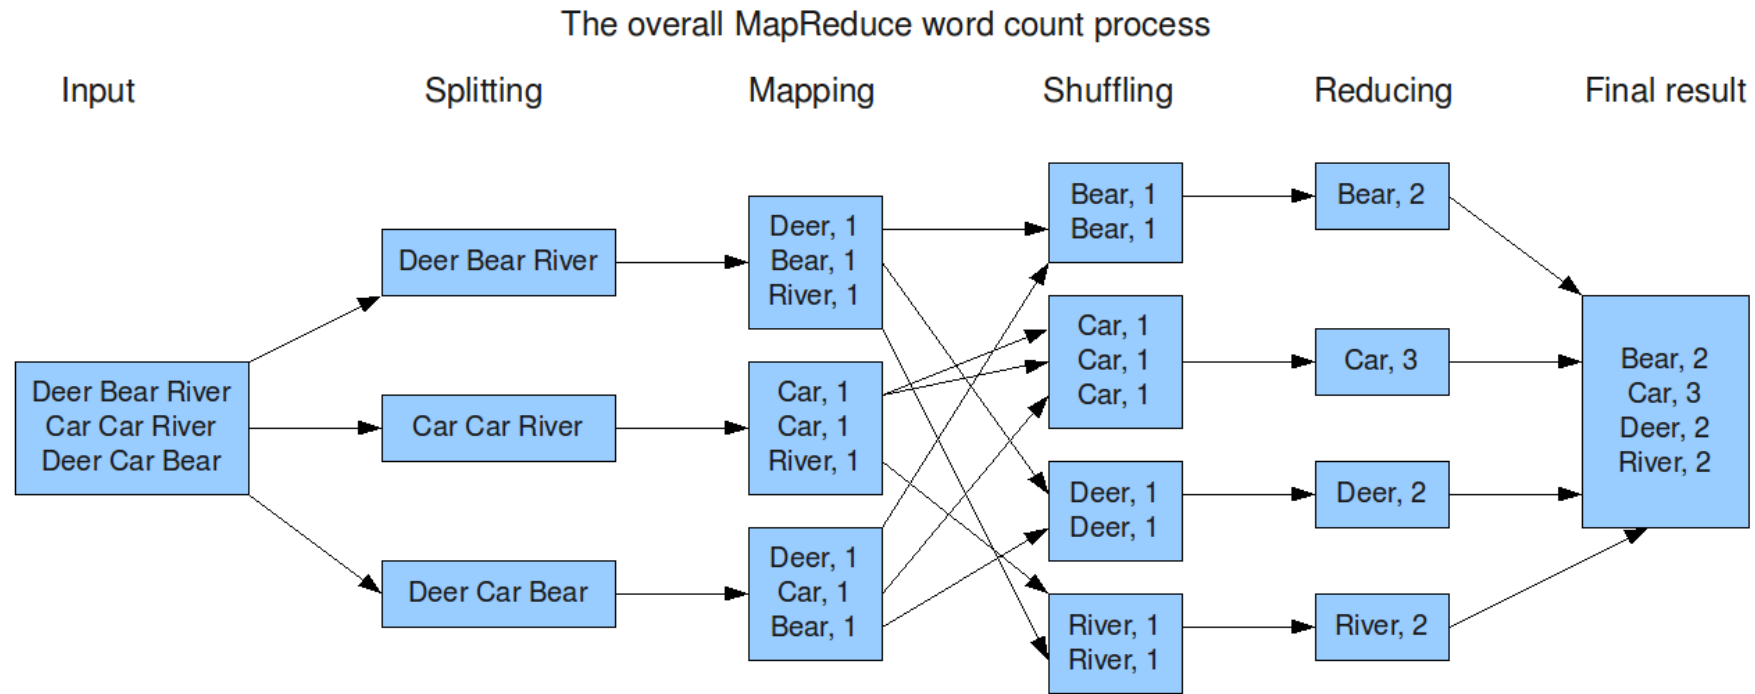 The overall MapReduce word count process
Input
Splitting
Mapping
Shuffling
Reducing
Final result
Deer Bear River
Car Car River
Deer Car Bear
Deer Bear River
Car Car River
Deer Car Bear
Deer, 1
Bear, 1
River, 1
Car, 1
Car, 1
River, 1
Deer, 1
Car, 1
Bear, 1
Bear, 1
Bear, 1
Car, 1
Car, 1
Car, 1
Deer, 1
Deer, 1
River, 1
River, 1
Bear, 2
Car, 3
Deer, 2
River, 2
Bear, 2
Car, 3
Deer, 2
River, 2